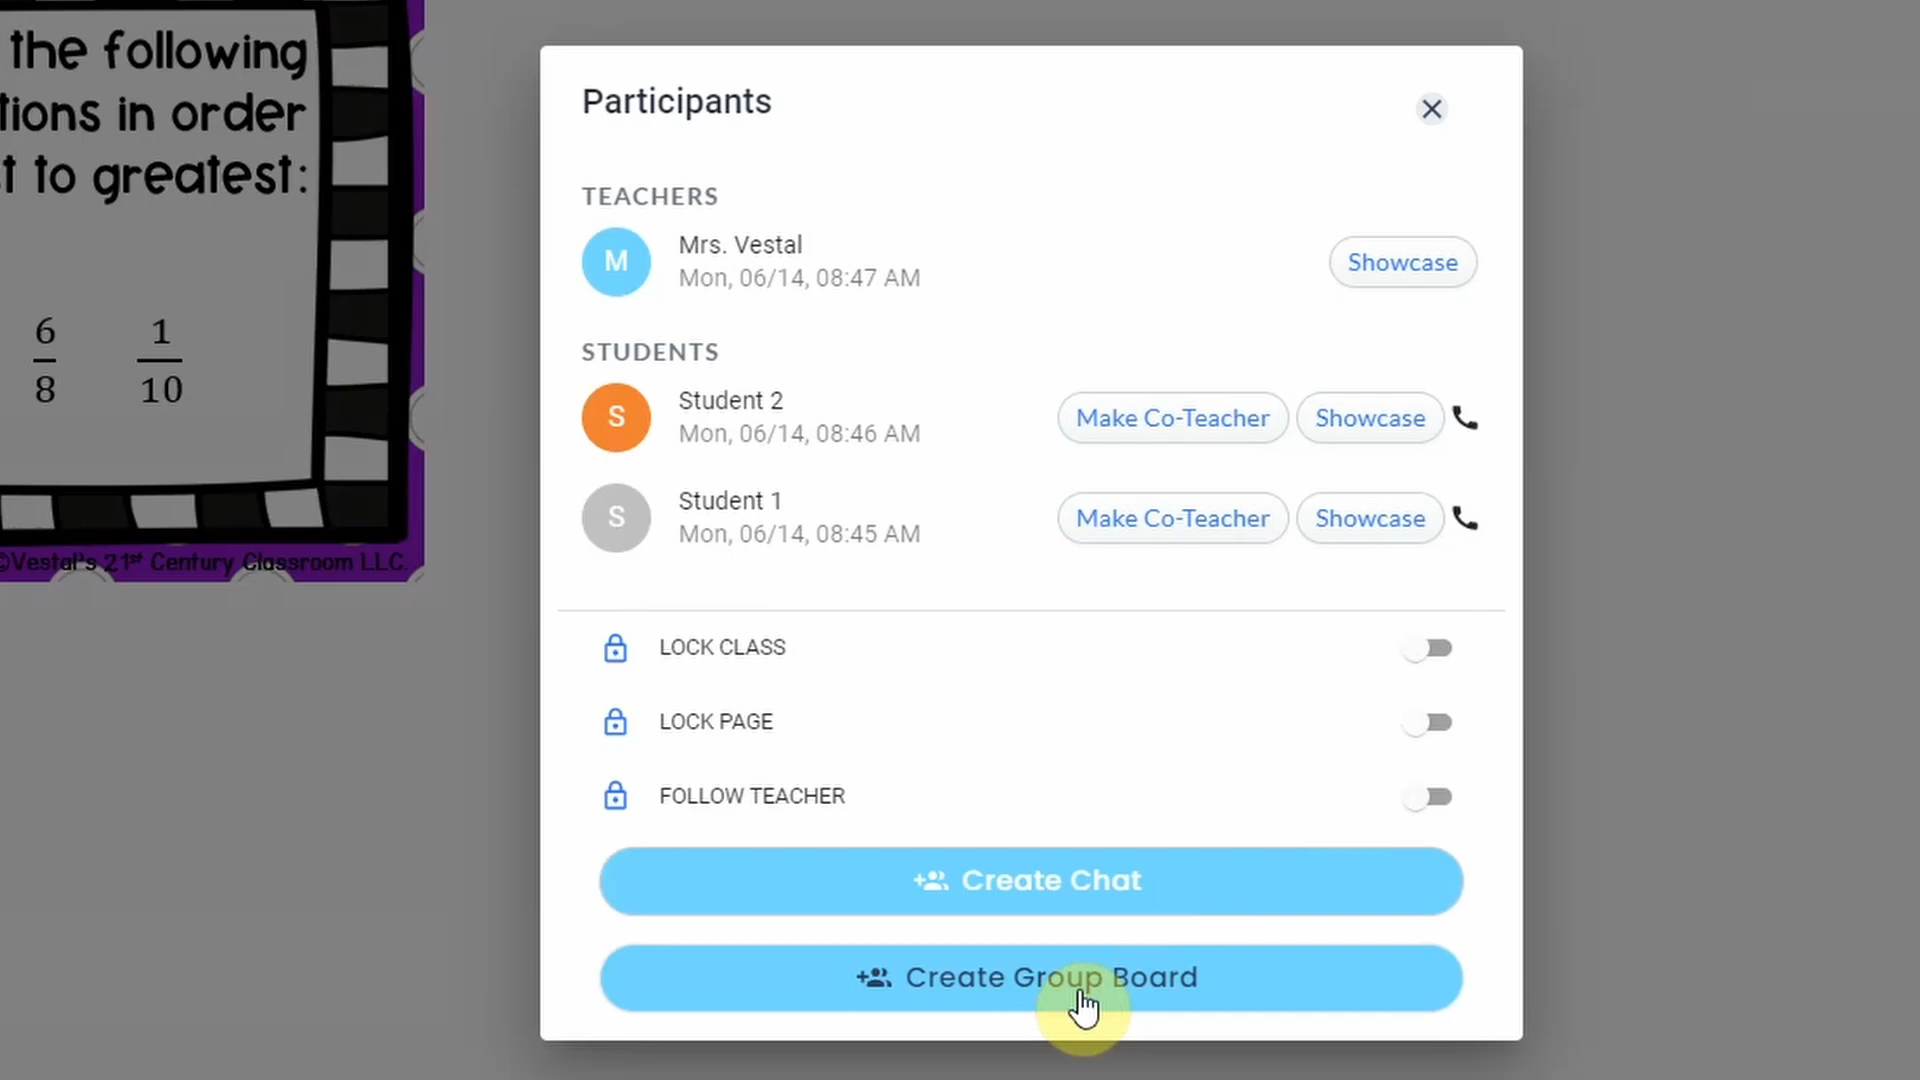 the following
tions in order
t to greatest:
6
8
1
10
©Vestal's 21st Century Classroom LLC.
Participants
TEACHERS
M
Mrs. Vestal
Mon, 06/14, 08:47 AM
Showcase
STUDENTS
S
Student 2
Mon, 06/14, 08:46 AM
Make Co-Teacher
Showcase
S
Student 1
Mon, 06/14, 08:45 AM
Make Co-Teacher
Showcase
LOCK CLASS
LOCK PAGE
FOLLOW TEACHER
Create Chat
Create Group Board